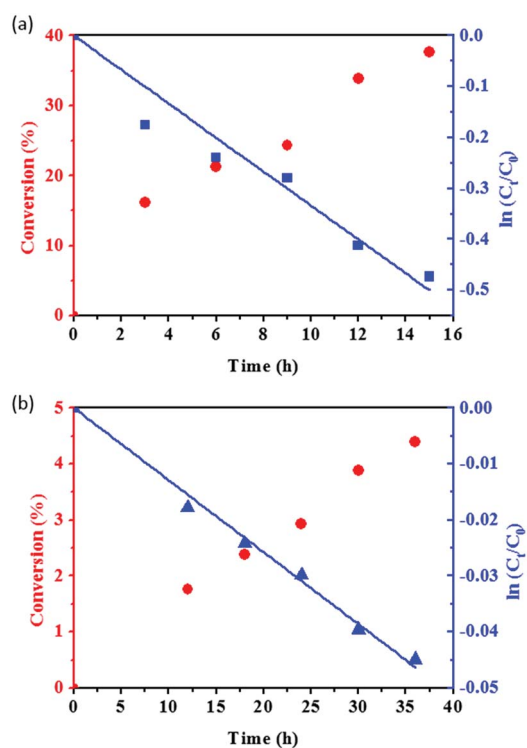 (a)
40
30
20
10
0
Conversion (%)
0.0
-0.1
-0.2
-0.3
-0.4
-0.5
ln (Ct/C0)
0 2 4 6 8 10 12 14 16
Time (h)
(b)
5
4
3
2
1
0
Conversion (%)
0.00
-0.01
-0.02
-0.03
-0.04
-0.05
ln (Ct/C0)
0 5 10 15 20 25 30 35 40
Time (h)